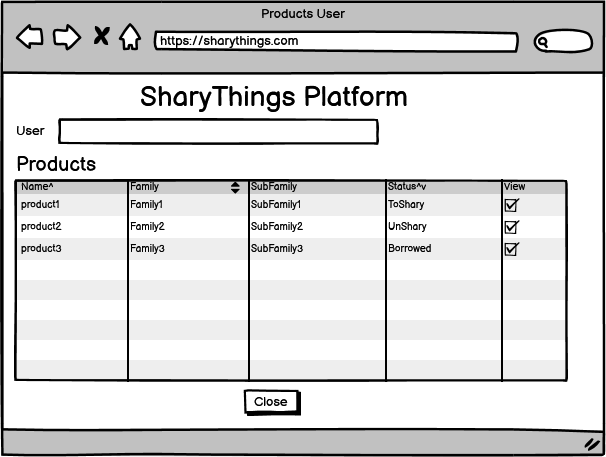 Products User
https://sharythings.com
SharyThings Platform
User
Products
Name^ Family SubFamily Status^v View
product1 Family1 SubFamily1 ToShary
product2 Family2 SubFamily2 UnShary
product3 Family3 SubFamily3 Borrowed
Close